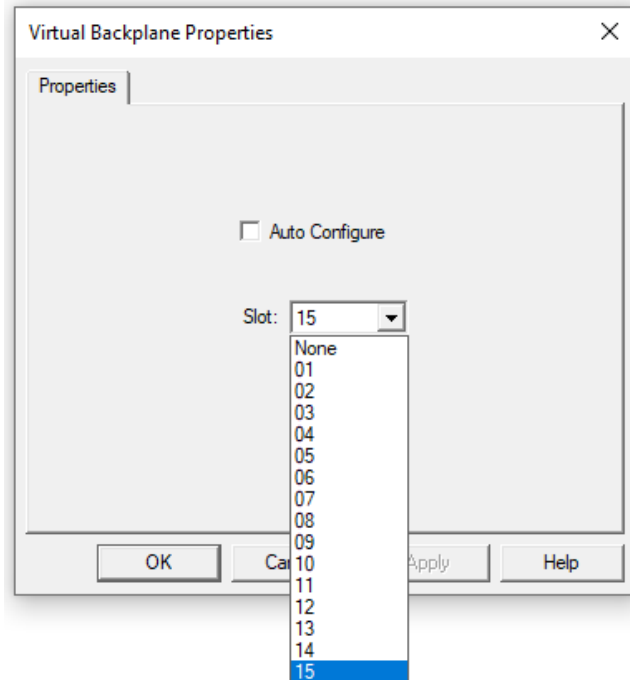 Virtual Backplane Properties
Properties
Auto Configure
Slot: 15
None
01
02
03
04
05
06
07
08
09
10
11
12
13
14
15
OK
Ca
Apply
Help